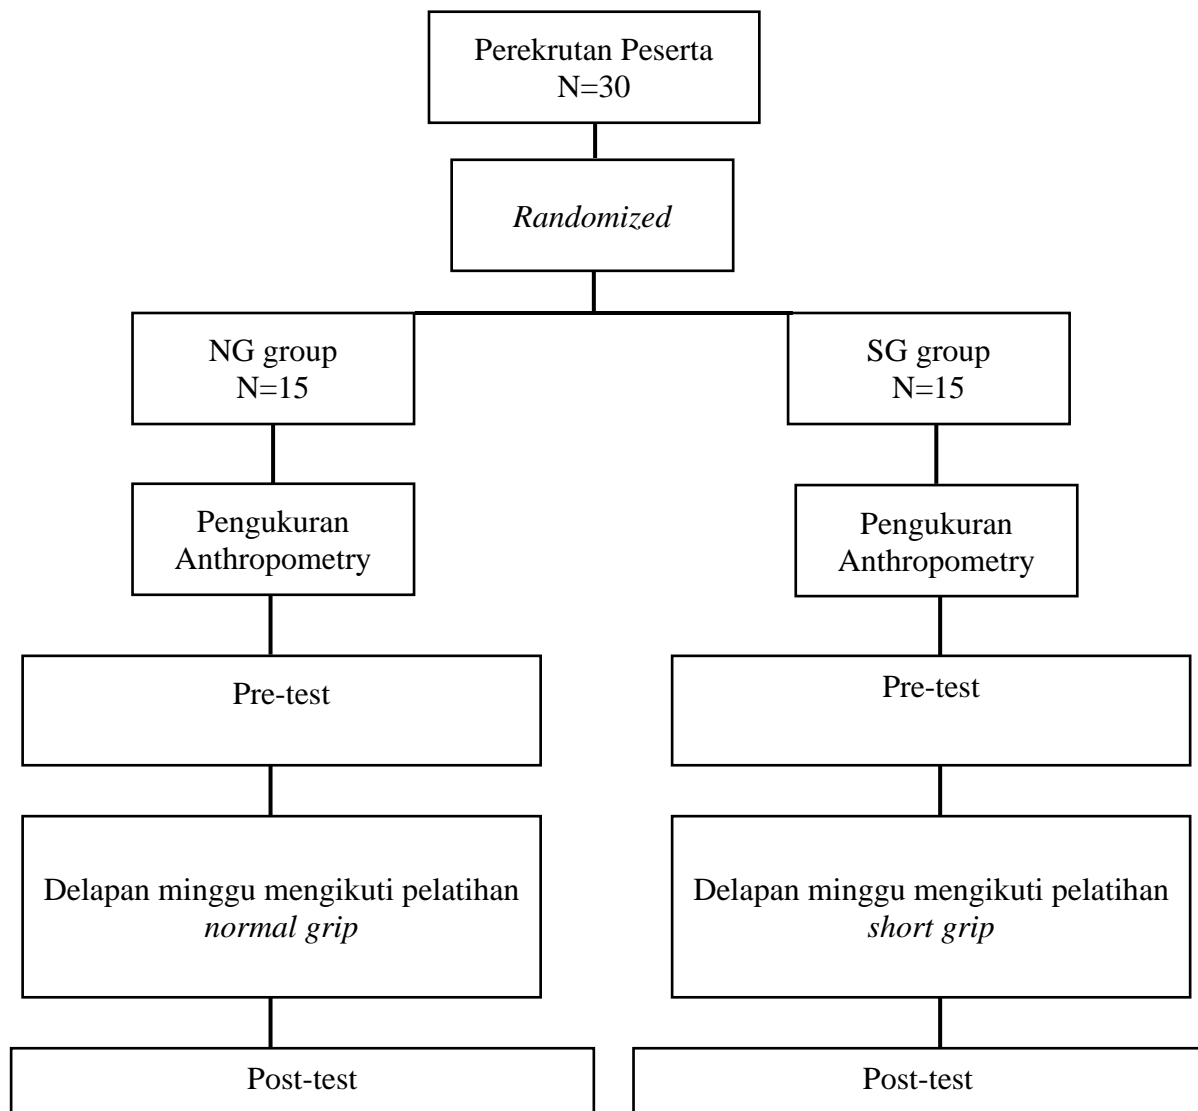 Perekrutan Peserta
N=30
Randomized
NG group
N=15
SG group
N=15
Pengukuran
Anthropometry
Pengukuran
Anthropometry
Pre-test
Pre-test
Delapan minggu mengikuti pelatihan
normal grip
Delapan minggu mengikuti pelatihan
short grip
Post-test
Post-test